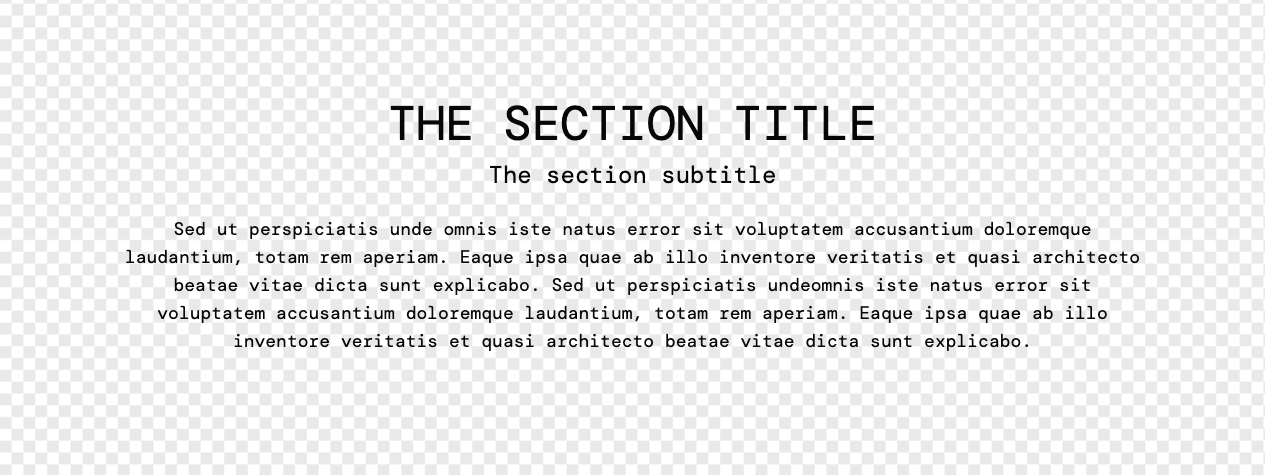 THE SECTION TITLE
The section subtitle
Sed ut perspiciatis unde omnis iste natus error sit voluptatem accusantium doloremque
laudantium, totam rem aperiam. Eaque ipsa quae ab illo inventore veritatis et quasi architecto
beatae vitae dicta sunt explicabo. Sed ut perspiciatis undeomnis iste natus error sit
voluptatem accusantium doloremque laudantium, totam rem aperiam. Eaque ipsa quae ab illo
inventore veritatis et quasi architecto beatae vitae dicta sunt explicabo.